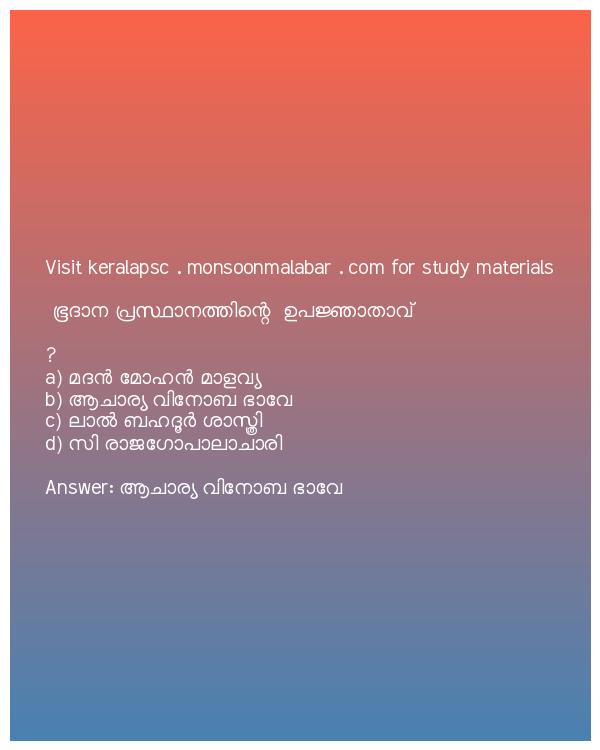 Visit keralapsc . monsoonmalabar . com for study materials
ഭൂദാന പ്രസ്ഥാനത്തിന്റെ ഉപജ്ഞാതാവ്
?
a) മദൻ മോഹൻ മാളവ്യ
b) ആചാര്യ വിനോബ ഭാവേ
c) ലാൽ ബഹദൂർ ശാസ്ത്രി
d) സി രാജഗോപാലാചാരി
Answer: ആചാര്യ വിനോബ ഭാവേ